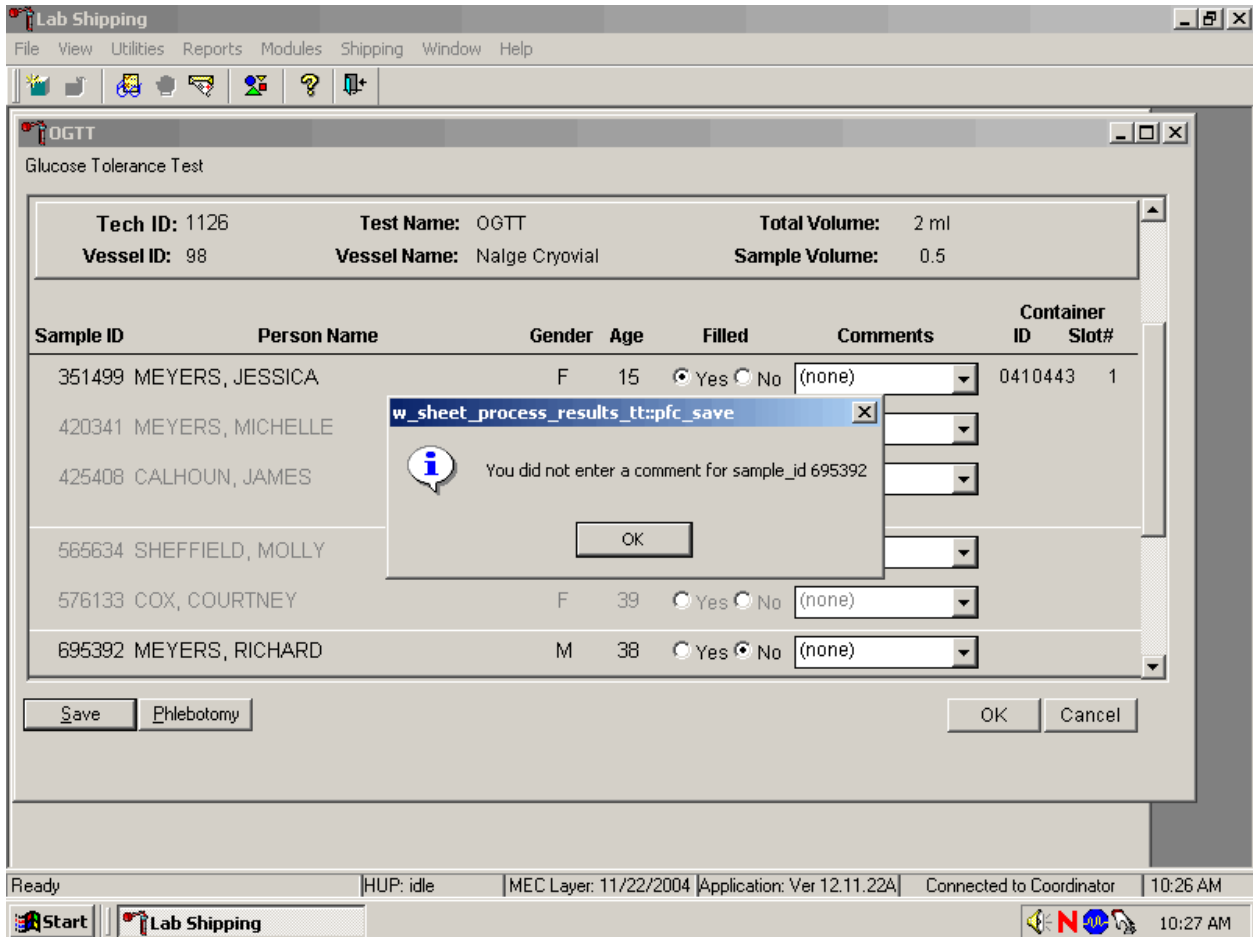 Lab Shipping
File View Utilities Reports Modules Shipping Window Help
OGTT
Glucose Tolerance Test
Tech ID: 1126 Test Name: OGTT Total Volume: 2 ml
Vessel ID: 98 Vessel Name: Nalge Cryovial Sample Volume: 0.5
Container
Sample ID Person Name Gender Age Filled Comments ID Slot#
351499 MEYERS, JESSICA F 15 Yes No (none) 0410443 1
420341 MEYERS, MICHELLE
425408 CALHOUN, JAMES
w_sheet_process_results_tt::pfc_save
You did not enter a comment for sample_id 695392
OK
565634 SHEFFIELD, MOLLY
576133 COX, COURTNEY F 39 Yes No (none)
695392 MEYERS, RICHARD M 38 Yes No (none)
Save Phlebotomy OK Cancel
Ready HUP: idle MEC Layer: 11/22/2004 Application: Ver 12.11.22A Connected to Coordinator 10:26 AM
Start Lab Shipping N 10:27 AM